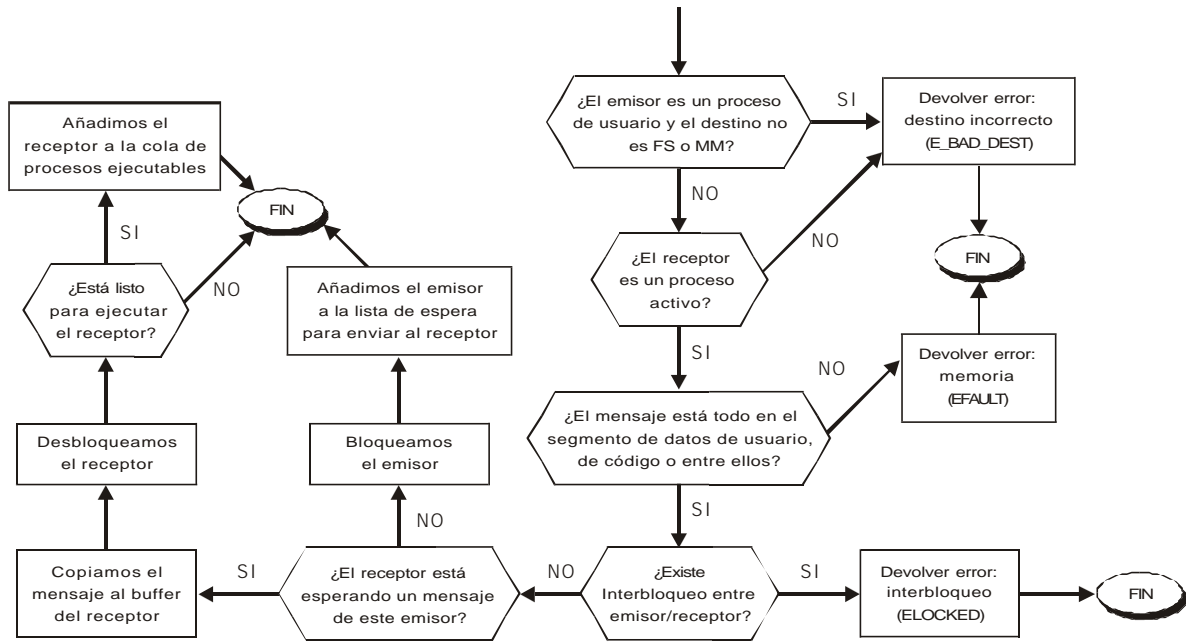 ¿El emisor es un proceso
de usuario y el destino no
es FS o MM?
SI
Devolver error:
destino incorrecto
(E_BAD_DEST)
NO
FIN
¿El receptor
es un proceso
activo?
NO
SI
Devolver error:
memoria
(EFAULT)
NO
¿El mensaje está todo en el
segmento de datos de usuario,
de código o entre ellos?
SI
¿Existe
Interbloqueo entre
emisor/receptor?
SI
Devolver error:
interbloqueo
(ELOCKED)
FIN
NO
¿El receptor está
esperando un mensaje
de este emisor?
NO
Bloqueamos
el emisor
Añadimos el emisor
a la lista de espera
para enviar al receptor
SI
Copiamos el
mensaje al buffer
del receptor
Desbloqueamos
el receptor
¿Está listo
para ejecutar
el receptor?
NO
SI
Añadimos el
receptor a la cola de
procesos ejecutables
FIN